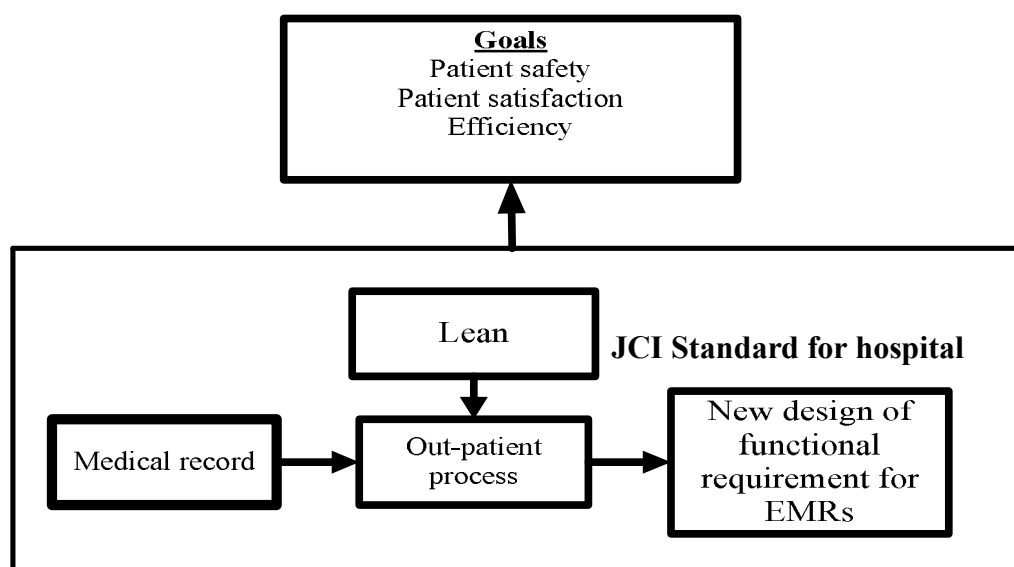 Goals
Patient safety
Patient satisfaction
Efficiency
Lean
JCI Standard for hospital
Medical record
Out-patient
process
New design of
functional
requirement for
EMRs